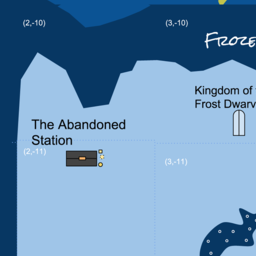 (2,-10)
(3,-10)
Froze
Kingdom of
Frost Dwarv
The Abandoned
Station
(2,-11)
(3,-11)